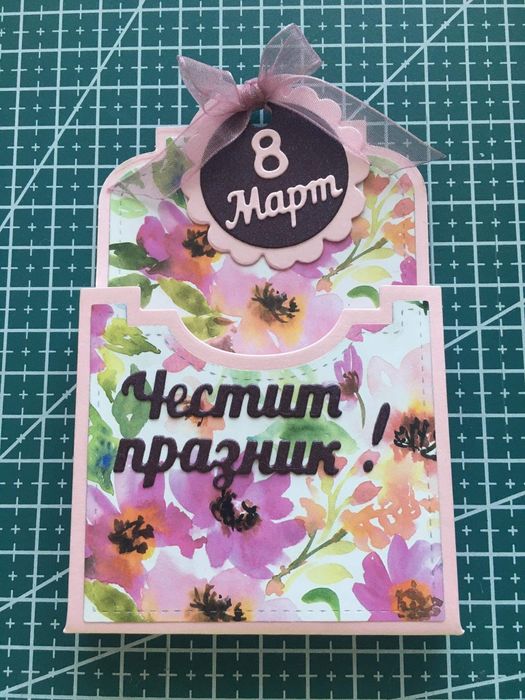 8
Март
Честит
празник !